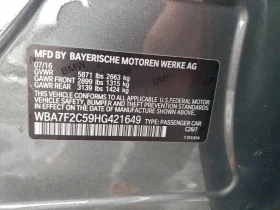 MFD BY BAYERISCHE MOTOREN WERKE AG
07/16
GVWR 5871 lbs 2663 kg
GAWR FRONT 2899 lbs 1315 kg
GAWR REAR 3139 lbs 1424 kg
THIS VEHICLE CONFORMS TO ALL APPLICABLE
FEDERAL MOTOR VEHICLE SAFETY, BUMPER,
AND THEFT PREVENTION STANDARDS IN EFFECT
ON THE DATE OF MANUFACTURE SHOWN ABOVE.
WBA7F2C59HG421649 TYPE: PASSENGER CAR